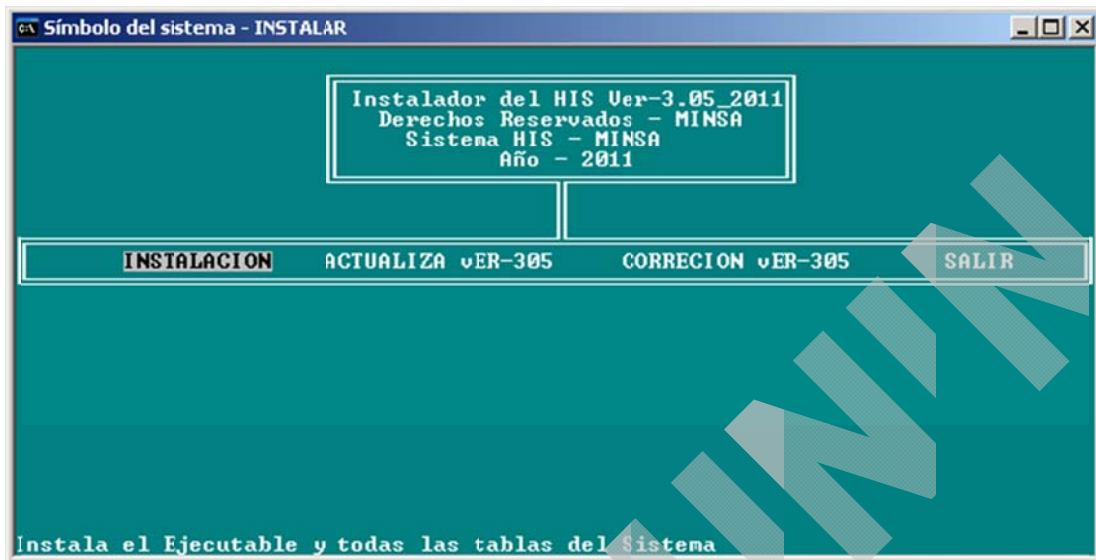 Símbolo del sistema - INSTALAR
Instalador del HIS Ver-3.05_2011
Derechos Reservados - MINSA
Sistema HIS - MINSA
Año - 2011
INSTALACION ACTUALIZA vER-305 CORRECION vER-305 SALIR
Instala el Ejecutable y todas las tablas del Sistema